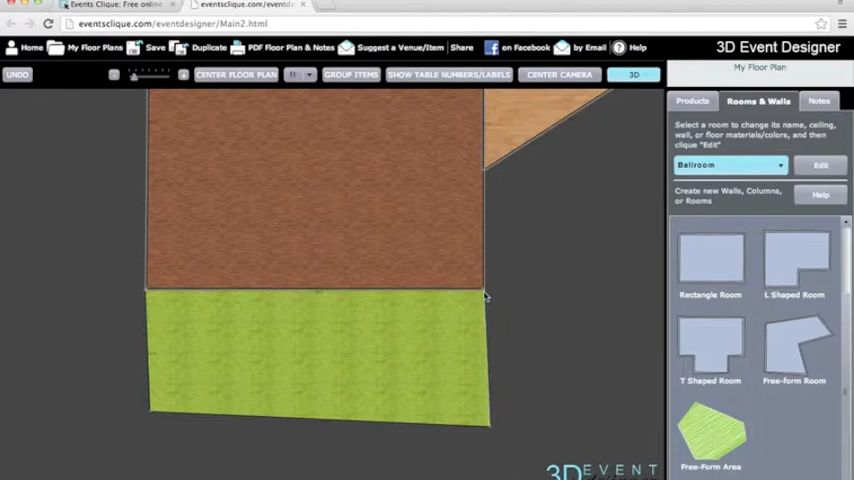 Events Clique: Free online
eventsclique.com/eventde
eventsclique.com/eventdesigner/Main2.html
Home
My Floor Plans
Save
Duplicate
PDF Floor Plan & Notes
Suggest a Venue/Item
Share
on Facebook
by Email
Help
3D Event Designer
UNDO
CENTER FLOOR PLAN
GROUP ITEMS
SHOW TABLE NUMBERS/LABELS
CENTER CAMERA
3D
My Floor Plan
Products
Rooms & Walls
Notes
Select a room to change its name, ceiling,
wall, or floor materials/colors, and then
clique "Edit"
Ballroom
Edit
Create new Walls, Columns,
or Rooms
Help
Rectangle Room
L Shaped Room
T Shaped Room
Free-form Room
Free-Form Area
3D EVENT